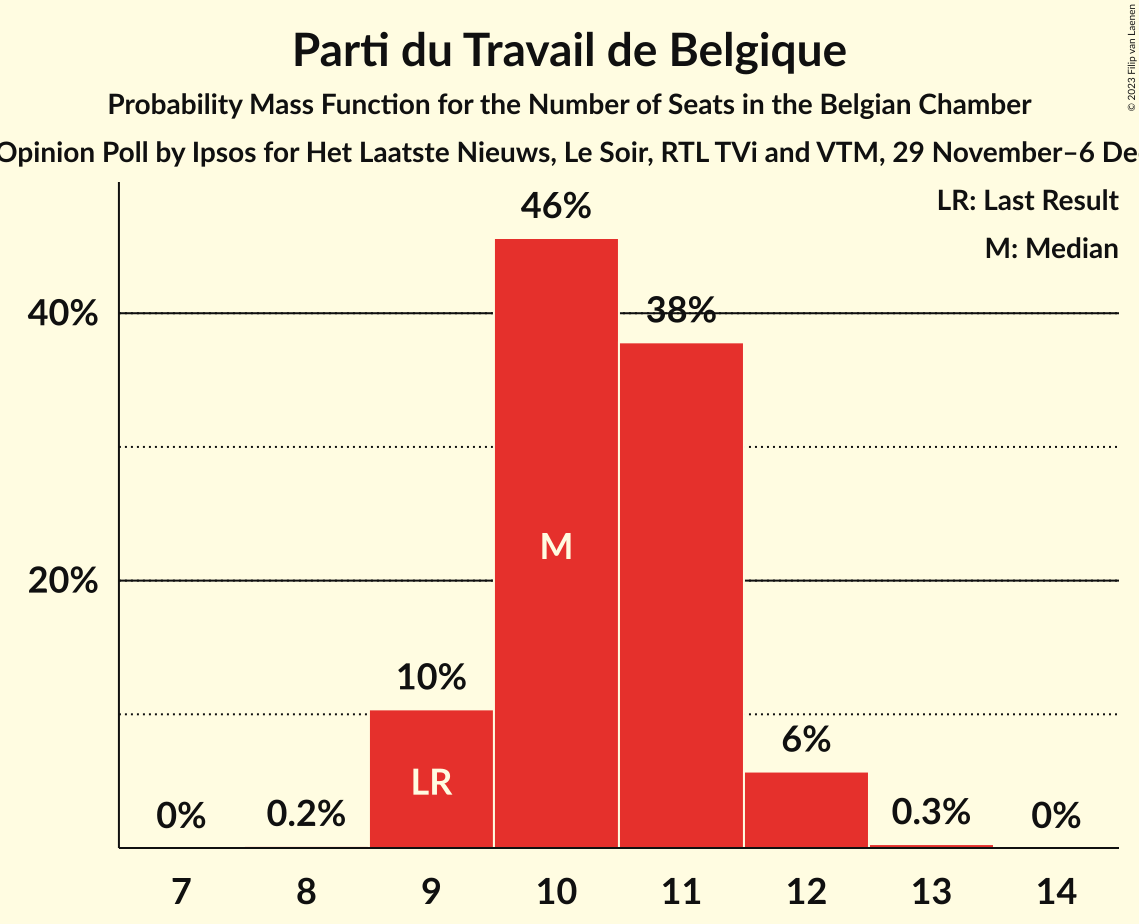 Parti du Travail de Belgique
Probability Mass Function for the Number of Seats in the Belgian Chamber
Opinion Poll by Ipsos for Het Laatste Nieuws, Le Soir, RTL TVi and VTM, 29 November–6 De
© 2023 Filip van Laenen
LR: Last Result
M: Median
46%
40%
38%
M
20%
10%
6%
LR
0%
0.2%
0.3%
0%
7 8 9 10 11 12 13 14